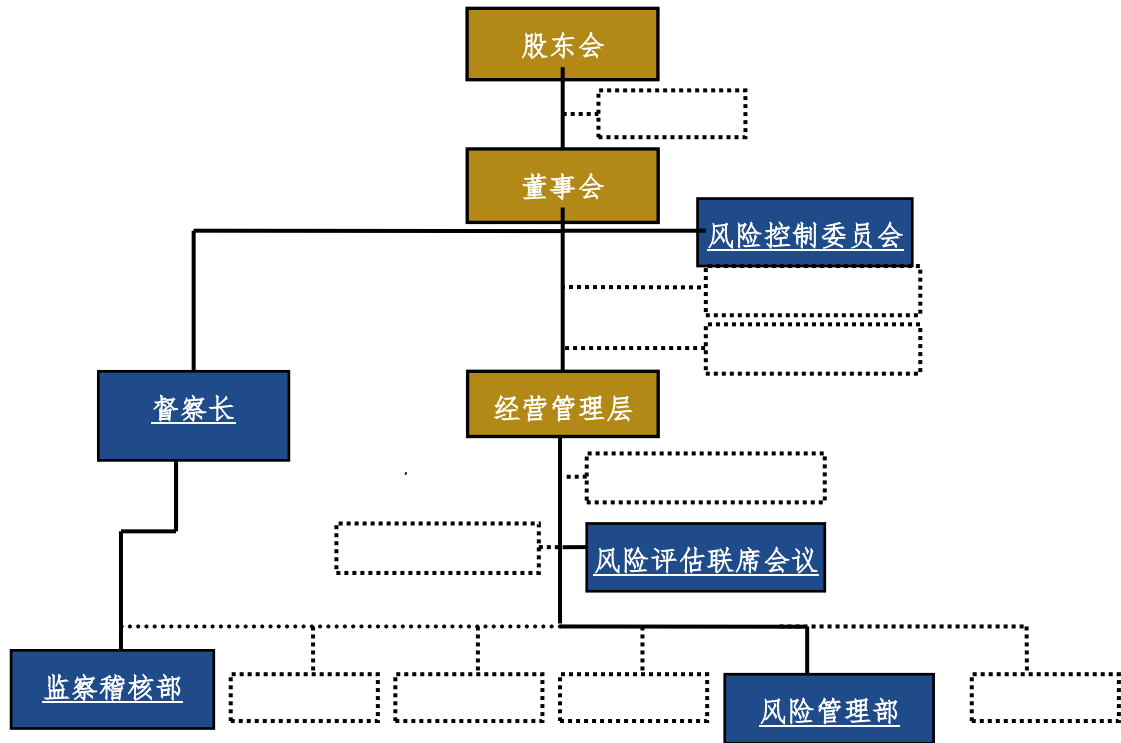 股东会
董事会
风险控制委员会
督察长
经营管理层
风险评估联席会议
监察稽核部
风险管理部